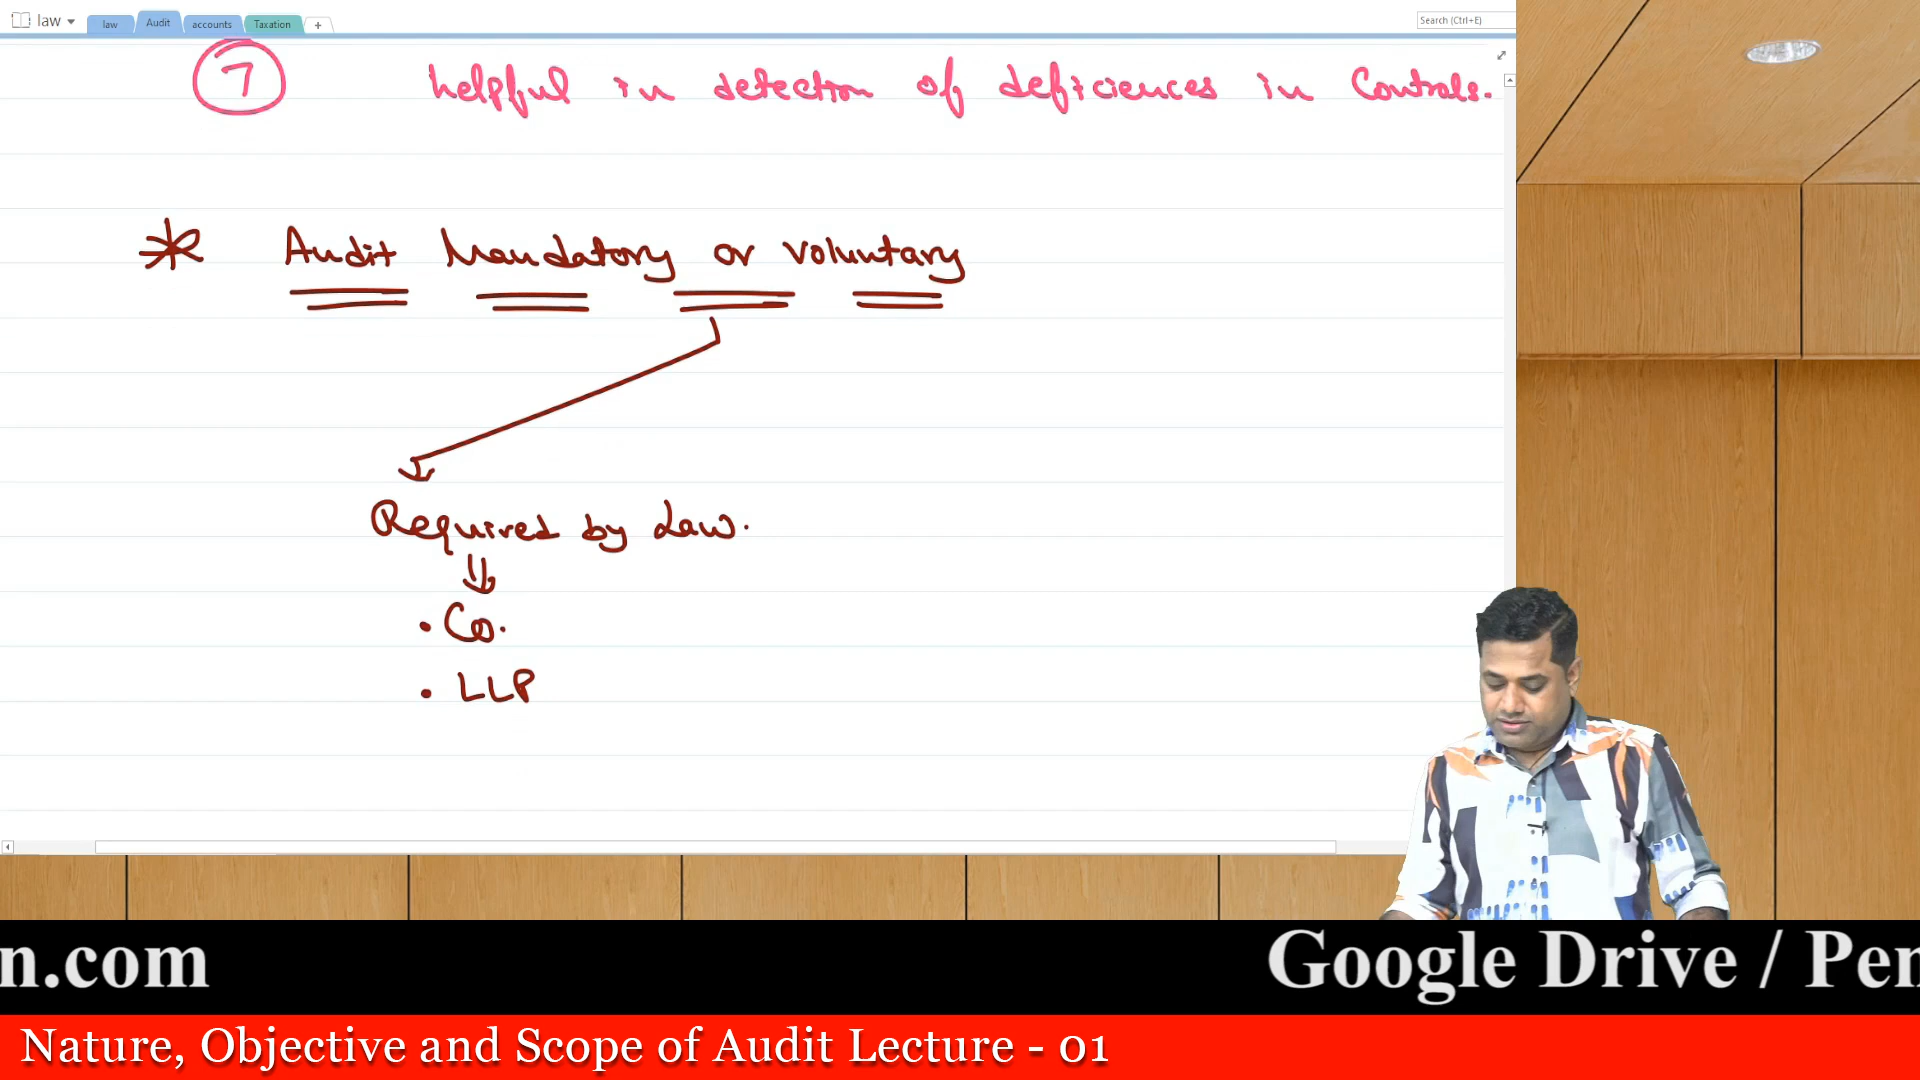 law
law Audit accounts Taxation +
Search (Ctrl+E)
7 helpful in detection of deficiences in Controls.
Audit Mandatory or voluntary
Required by Law.
• Co.
• LLP
n.com Google Drive / Pen
Nature, Objective and Scope of Audit Lecture - 01